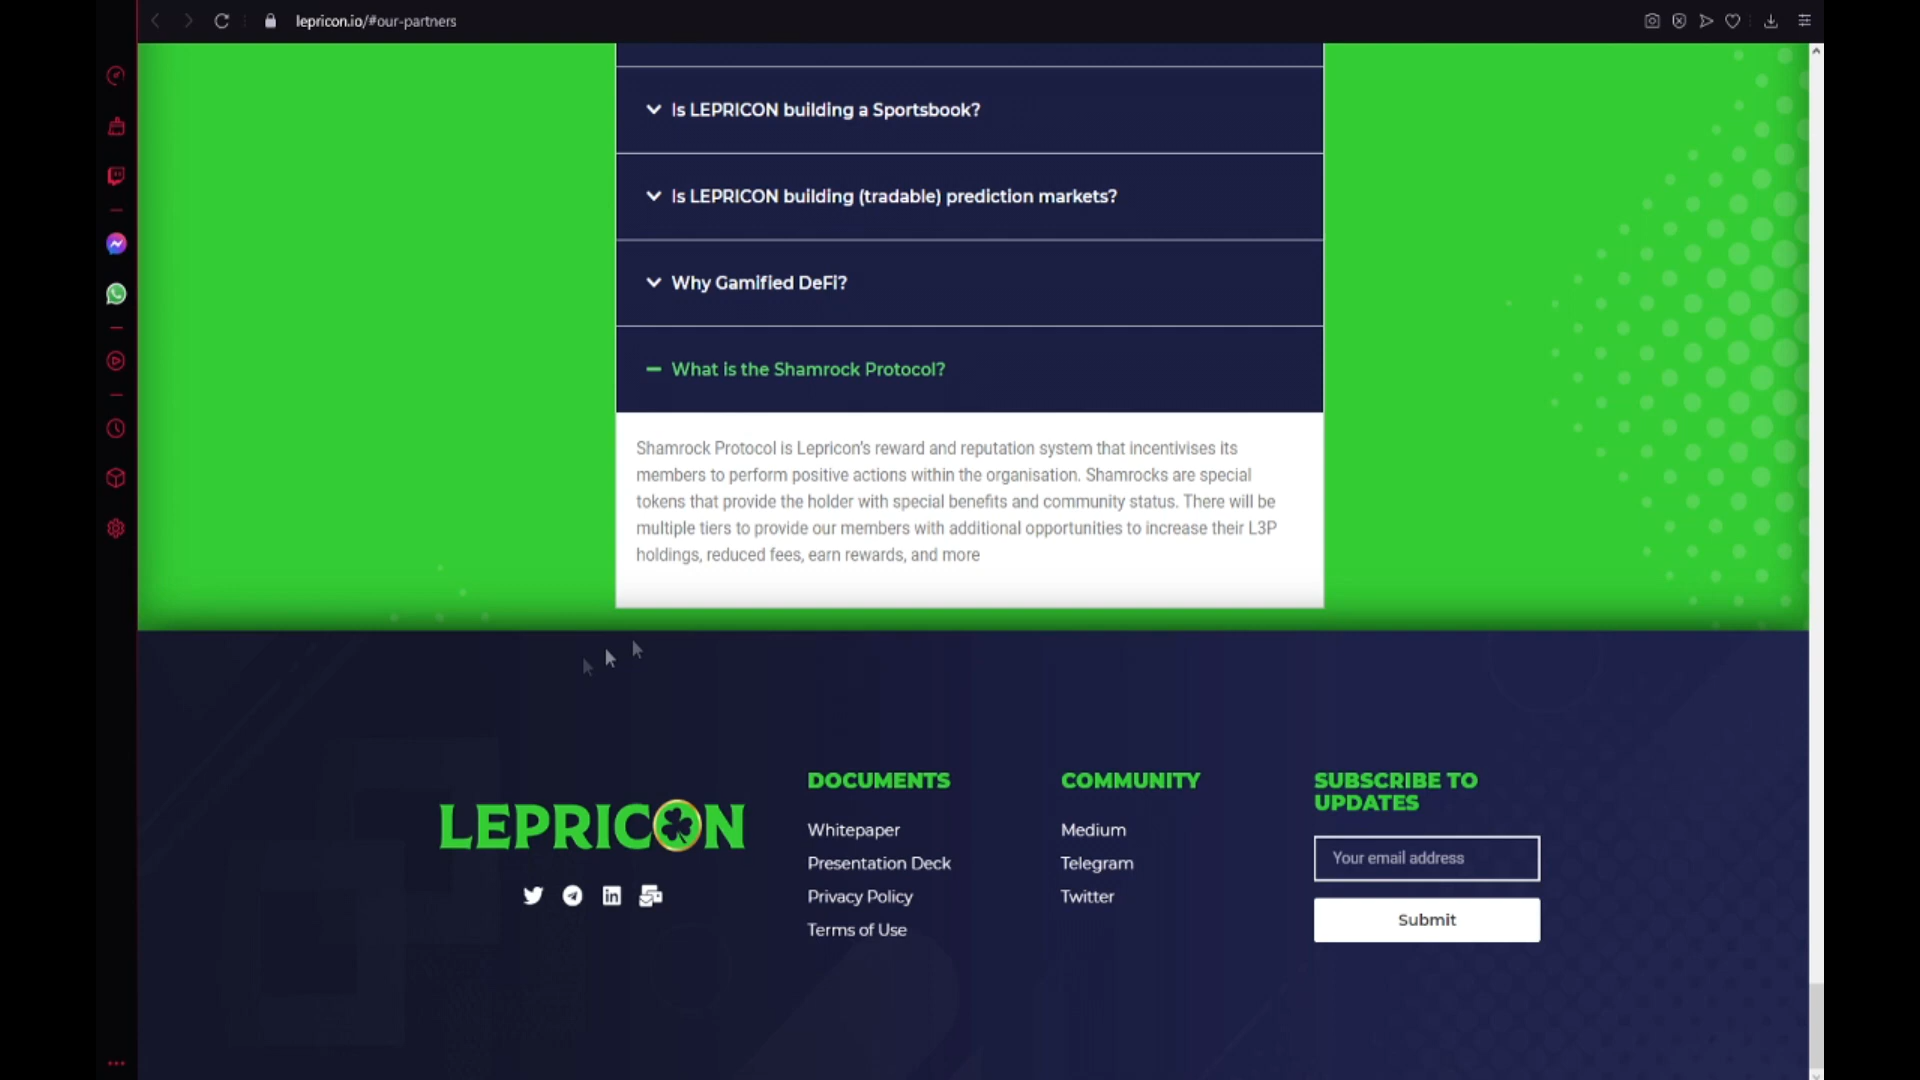 lepricon.io/#our-partners
Is LEPRICON building a Sportsbook?
Is LEPRICON building (tradable) prediction markets?
Why Gamified DeFi?
What is the Shamrock Protocol?
Shamrock Protocol is Lepricon's reward and reputation system that incentivises its
members to perform positive actions within the organisation. Shamrocks are special
tokens that provide the holder with special benefits and community status. There will be
multiple tiers to provide our members with additional opportunities to increase their L3P
holdings, reduced fees, earn rewards, and more
LEPRICON
DOCUMENTS
Whitepaper
Presentation Deck
Privacy Policy
Terms of Use
COMMUNITY
Medium
Telegram
Twitter
SUBSCRIBE TO
UPDATES
Your email address
Submit